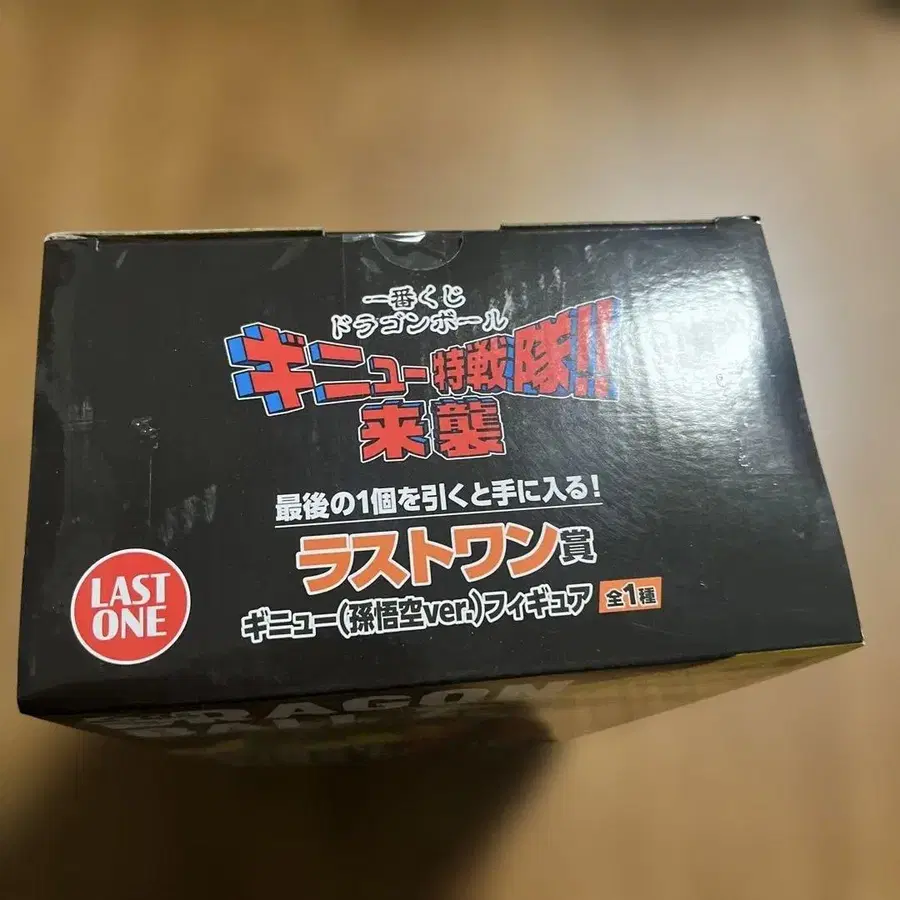 一番くじ
ドラゴンボール
ギニュー特戦隊!!
来襲
最後の1個を引くと手に入る!
ラストワン賞
ギニュー(孫悟空ver.)フィギュア 全1種
LAST
ONE
DRAGON
BALL